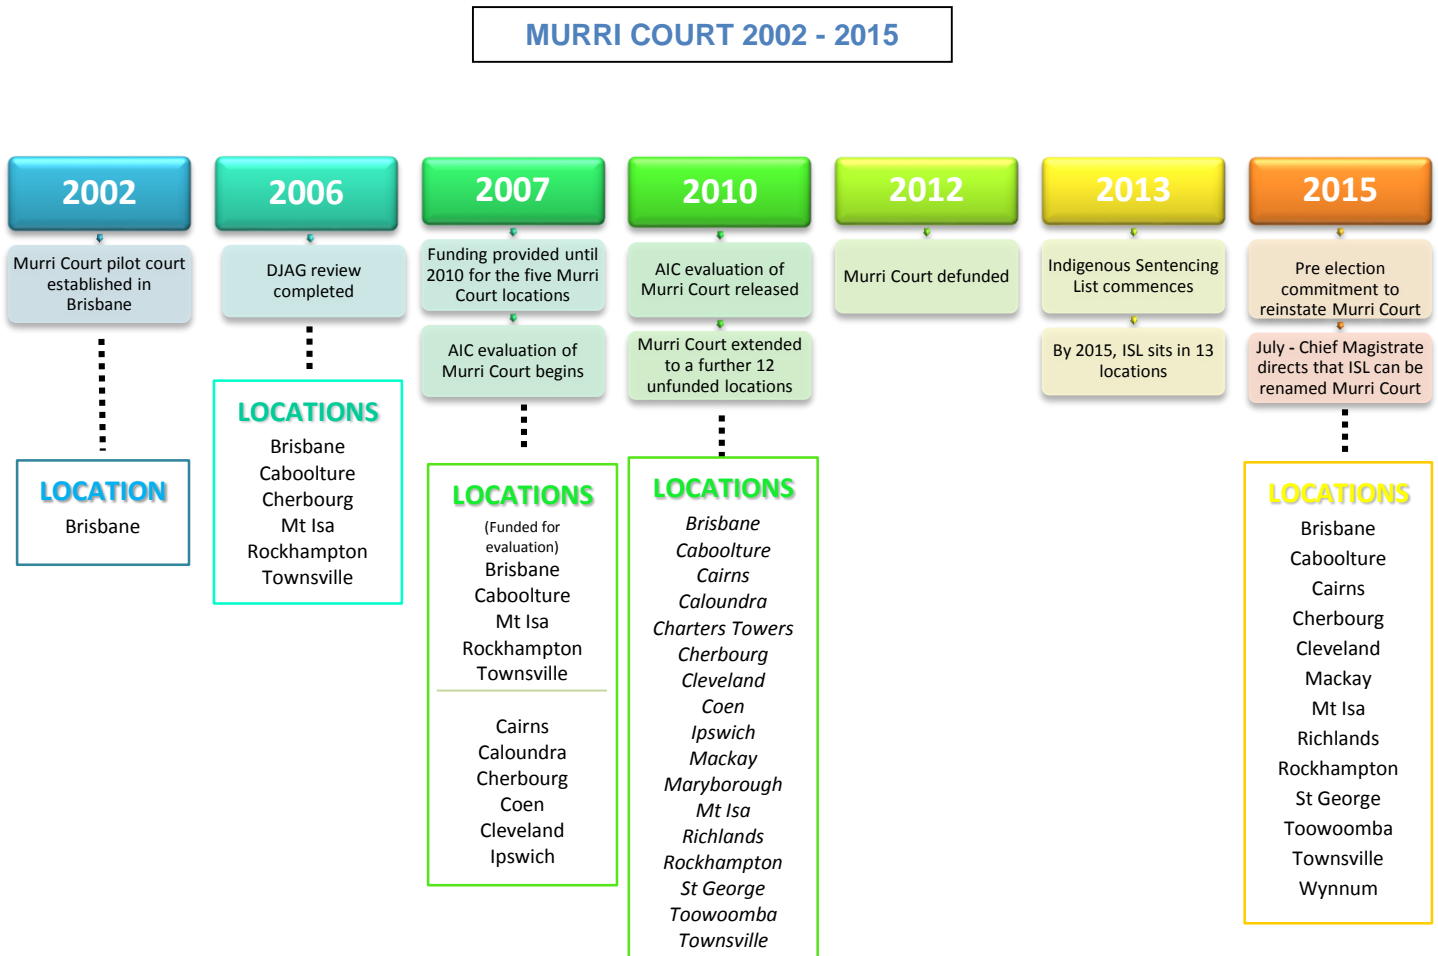 MURRI COURT 2002 - 2015
2002
Murri Court pilot court
established in
Brisbane
LOCATION
Brisbane
2006
DJAG review
completed
LOCATIONS
Brisbane
Caboolture
Cherbourg
Mt Isa
Rockhampton
Townsville
2007
Funding provided until
2010 for the five Murri
Court locations
AIC evaluation of
Murri Court begins
LOCATIONS
(Funded for
evaluation)
Brisbane
Caboolture
Mt Isa
Rockhampton
Townsville
Cairns
Caloundra
Cherbourg
Coen
Cleveland
Ipswich
2010
AIC evaluation of
Murri Court released
Murri Court extended
to a further 12
unfunded locations
LOCATIONS
Brisbane
Caboolture
Cairns
Caloundra
Charters Towers
Cherbourg
Cleveland
Coen
Ipswich
Mackay
Maryborough
Mt Isa
Richlands
Rockhampton
St George
Toowoomba
Townsville
2012
Murri Court defunded
2013
Indigenous Sentencing
List commences
By 2015, ISL sits in 13
locations
2015
Pre election
commitment to
reinstate Murri Court
July - Chief Magistrate
directs that ISL can be
renamed Murri Court
LOCATIONS
Brisbane
Caboolture
Cairns
Cherbourg
Cleveland
Mackay
Mt Isa
Richlands
Rockhampton
St George
Toowoomba
Townsville
Wynnum